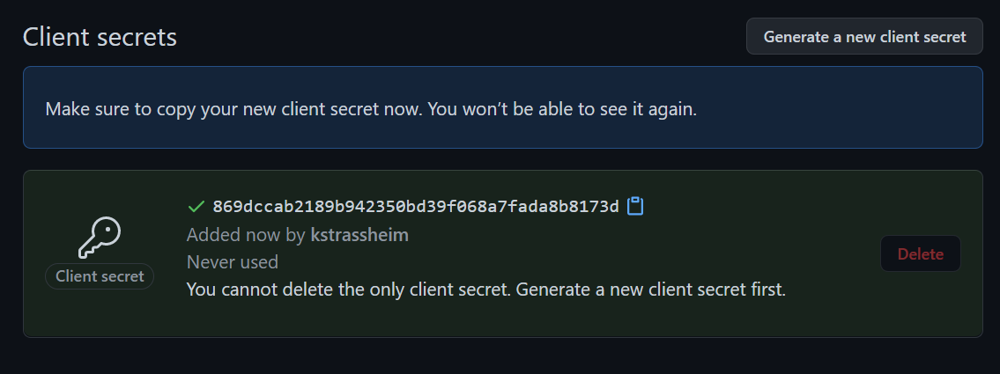 Client secrets
Generate a new client secret
Make sure to copy your new client secret now. You won’t be able to see it again.
869dccab2189b942350bd39f068a7fada8b8173d
Added now by kstrassheim
Never used
Client secret
You cannot delete the only client secret. Generate a new client secret first.
Delete